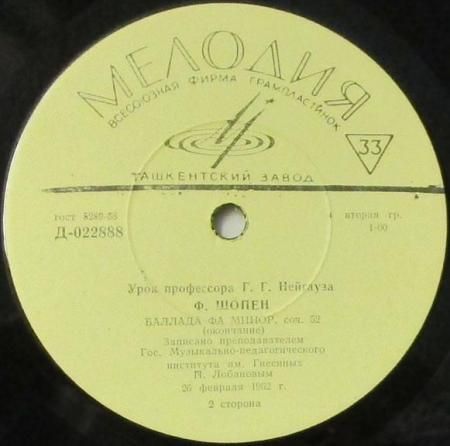 МЕЛОДИЯ
ВСЕСОЮЗНАЯ ФИРМА ГРАМПЛАСТИНОК
33
ТАШКЕНТСКИЙ ЗАВОД
гост 5289-68
Д-022888
вторая гр.
1-00
Урок профессора Г. Г. Нейгауза
Ф. ШОПЕН
БАЛЛАДА ФА МИНОР, соч. 52
(окончание)
Записано преподавателем
Гос. Музыкально-педагогического
института им. Гнесиных
П. Лобановым
26 февраля 1962 г.
2 сторона